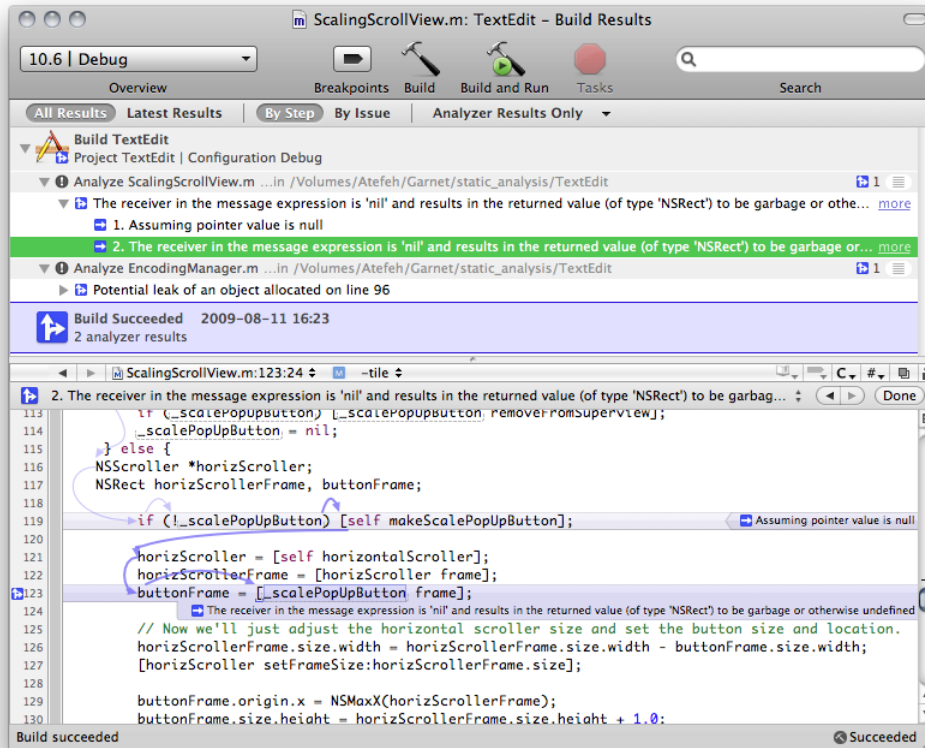 ScalingScrollView.m: TextEdit – Build Results
10.6 | Debug
Overview Breakpoints Build Build and Run Tasks Search
All Results Latest Results By Step By Issue Analyzer Results Only
Build TextEdit
Project TextEdit | Configuration Debug
Analyze ScalingScrollView.m ...in /Volumes/Atefeh/Garnet/static_analysis/TextEdit 1
The receiver in the message expression is 'nil' and results in the returned value (of type 'NSRect') to be garbage or othe... more
1. Assuming pointer value is null
2. The receiver in the message expression is 'nil' and results in the returned value (of type 'NSRect') to be garbage or... more
Analyze EncodingManager.m ...in /Volumes/Atefeh/Garnet/static_analysis/TextEdit 1
Potential leak of an object allocated on line 96
Build Succeeded 2009-08-11 16:23
2 analyzer results
ScalingScrollView.m:123:24 M -tile C #
2. The receiver in the message expression is 'nil' and results in the returned value (of type 'NSRect') to be garbag... Done
113 if (_scalePopUpButton) [_scalePopUpButton removeFromSuperview];
114 _scalePopUpButton = nil;
115 } else {
116 NSScroller *horizScroller;
117 NSRect horizScrollerFrame, buttonFrame;
118
119 if (!_scalePopUpButton) [self makeScalePopUpButton]; Assuming pointer value is null
120
121 horizScroller = [self horizontalScroller];
122 horizScrollerFrame = [horizScroller frame];
123 buttonFrame = [_scalePopUpButton frame];
124 The receiver in the message expression is 'nil' and results in the returned value (of type 'NSRect') to be garbage or otherwise undefined
125 // Now we'll just adjust the horizontal scroller size and set the button size and location.
126 horizScrollerFrame.size.width = horizScrollerFrame.size.width - buttonFrame.size.width;
127 [horizScroller setFrameSize:horizScrollerFrame.size];
128
129 buttonFrame.origin.x = NSMaxX(horizScrollerFrame);
130 buttonFrame.size.height = horizScrollerFrame.size.height + 1.0;
Build succeeded Succeeded